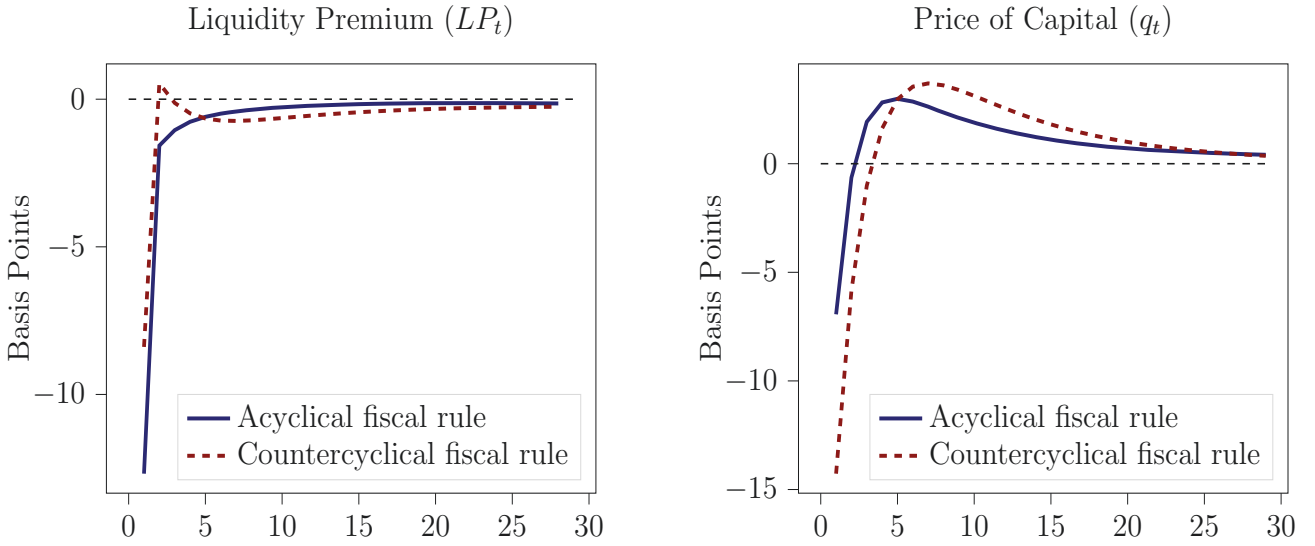 Liquidity Premium (LPₜ)
Basis Points
0
−5
−10
Acyclical fiscal rule
Countercyclical fiscal rule
0 5 10 15 20 25 30
Price of Capital (qₜ)
Basis Points
0
−5
−10
−15
Acyclical fiscal rule
Countercyclical fiscal rule
0 5 10 15 20 25 30